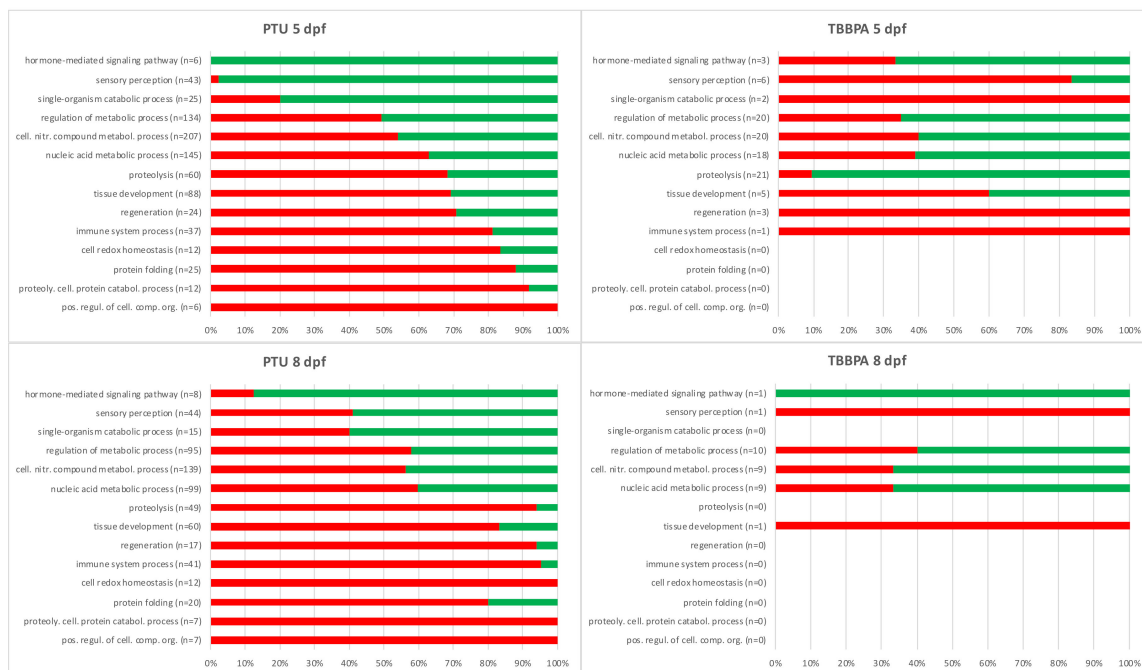 PTU 5 dpf
hormone-mediated signaling pathway (n=6)
sensory perception (n=43)
single-organism catabolic process (n=25)
regulation of metabolic process (n=134)
cell. nitr. compound metabol. process (n=207)
nucleic acid metabolic process (n=145)
proteolysis (n=60)
tissue development (n=88)
regeneration (n=24)
immune system process (n=37)
cell redox homeostasis (n=12)
protein folding (n=25)
proteoly. cell. protein catabol. process (n=12)
pos. regul. of cell. comp. org. (n=6)
0% 10% 20% 30% 40% 50% 60% 70% 80% 90% 100%
TBBPA 5 dpf
hormone-mediated signaling pathway (n=3)
sensory perception (n=6)
single-organism catabolic process (n=2)
regulation of metabolic process (n=20)
cell. nitr. compound metabol. process (n=20)
nucleic acid metabolic process (n=18)
proteolysis (n=21)
tissue development (n=5)
regeneration (n=3)
immune system process (n=1)
cell redox homeostasis (n=0)
protein folding (n=0)
proteoly. cell. protein catabol. process (n=0)
pos. regul. of cell. comp. org. (n=0)
0% 10% 20% 30% 40% 50% 60% 70% 80% 90% 100%
PTU 8 dpf
hormone-mediated signaling pathway (n=8)
sensory perception (n=44)
single-organism catabolic process (n=15)
regulation of metabolic process (n=95)
cell. nitr. compound metabol. process (n=139)
nucleic acid metabolic process (n=99)
proteolysis (n=49)
tissue development (n=60)
regeneration (n=17)
immune system process (n=41)
cell redox homeostasis (n=12)
protein folding (n=20)
proteoly. cell. protein catabol. process (n=7)
pos. regul. of cell. comp. org. (n=7)
0% 10% 20% 30% 40% 50% 60% 70% 80% 90% 100%
TBBPA 8 dpf
hormone-mediated signaling pathway (n=1)
sensory perception (n=1)
single-organism catabolic process (n=0)
regulation of metabolic process (n=10)
cell. nitr. compound metabol. process (n=9)
nucleic acid metabolic process (n=9)
proteolysis (n=0)
tissue development (n=1)
regeneration (n=0)
immune system process (n=0)
cell redox homeostasis (n=0)
protein folding (n=0)
proteoly. cell. protein catabol. process (n=0)
pos. regul. of cell. comp. org. (n=0)
0% 10% 20% 30% 40% 50% 60% 70% 80% 90% 100%